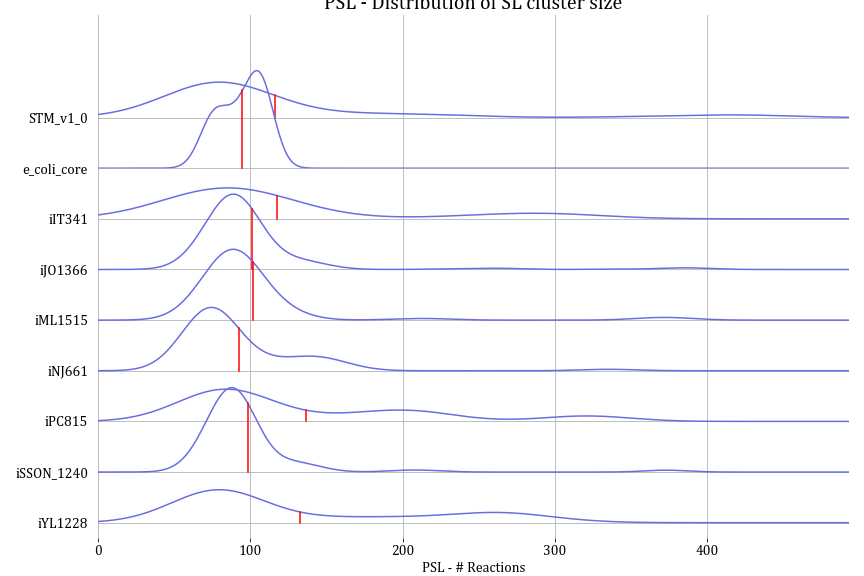 PSL - Distribution of SL cluster size
STM_v1_0
e_coli_core
iIT341
iJO1366
iML1515
iNJ661
iPC815
iSSON_1240
iYL1228
0 100 200 300 400
PSL - # Reactions